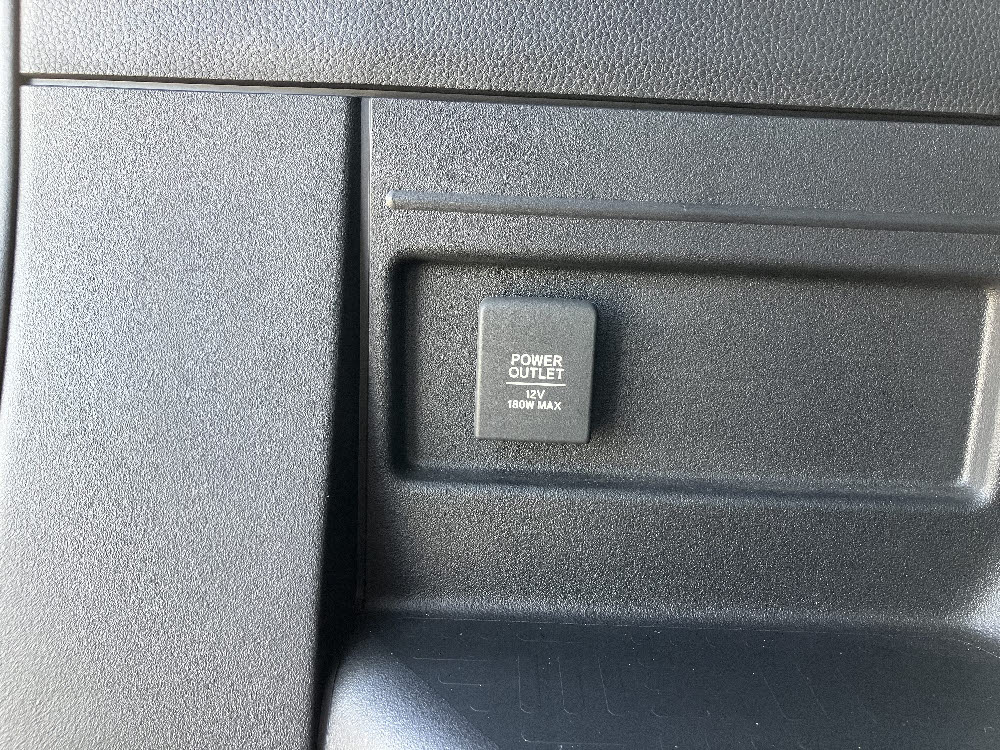 POWER
OUTLET
12V
180W MAX